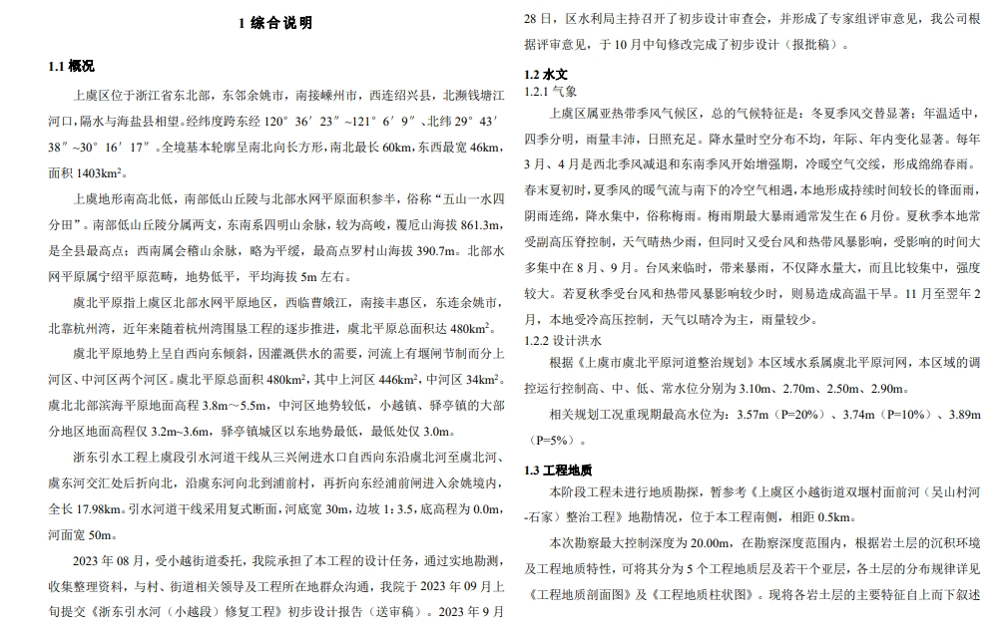 1 综合说明
1.1 概况
上虞区位于浙江省东北部，东邻余姚市，南接嵊州市，西连绍兴县，北濒钱塘江
河口，隔水与海盐县相望。经纬度跨东经 120°36′23″~121°6′9″、北纬 29°43′
38″~30°16′17″。全境基本轮廓呈南北向长方形，南北最长 60km，东西最宽 46km，
面积 1403km²。
上虞地形南高北低，南部低山丘陵与北部水网平原面积参半，俗称“五山一水四
分田”。南部低山丘陵分属两支，东南系四明山余脉，较为高峻，覆卮山海拔 861.3m，
是全县最高点；西南属会稽山余脉，略为平缓，最高点罗村山海拔 390.7m。北部水
网平原属宁绍平原范畴，地势低平，平均海拔 5m 左右。
虞北平原指上虞区北部水网平原地区，西临曹娥江，南接丰惠区，东连余姚市，
北靠杭州湾，近年来随着杭州湾围垦工程的逐步推进，虞北平原总面积达 480km²。
虞北平原地势上呈自西向东倾斜，因灌溉供水的需要，河流上有堰闸节制而分上
河区、中河区两个河区。虞北平原总面积 480km²，其中上河区 446km²，中河区 34km²。
虞北北部滨海平原地面高程 3.8m～5.5m，中河区地势较低，小越镇、驿亭镇的大部
分地区地面高程仅 3.2m~3.6m，驿亭镇城区以东地势最低，最低处仅 3.0m。
浙东引水工程上虞段引水河道干线从三兴闸进水口自西向东沿虞北河至虞北河、
虞东河交汇处后折向北，沿虞东河向北到浦前村，再折向东经浦前闸进入余姚境内，
全长 17.98km。引水河道干线采用复式断面，河底宽 30m，边坡 1：3.5，底高程为 0.0m，
河面宽 50m。
2023 年 08 月，受小越街道委托，我院承担了本工程的设计任务，通过实地勘测，
收集整理资料，与村、街道相关领导及工程所在地群众沟通，我院于 2023 年 09 月上
旬提交《浙东引水河（小越段）修复工程》初步设计报告（送审稿）。2023 年 9 月
28 日，区水利局主持召开了初步设计审查会，并形成了专家组评审意见，我公司根
据评审意见，于 10 月中旬修改完成了初步设计（报批稿）。
1.2 水文
1.2.1 气象
上虞区属亚热带季风气候区，总的气候特征是：冬夏季风交替显著；年温适中，
四季分明，雨量丰沛，日照充足。降水量时空分布不均，年际、年内变化显著。每年
3 月、4 月是西北季风减退和东南季风开始增强期，冷暖空气交绥，形成绵绵春雨。
春末夏初时，夏季风的暖气流与南下的冷空气相遇，本地形成持续时间较长的锋面雨，
阴雨连绵，降水集中，俗称梅雨。梅雨期最大暴雨通常发生在 6 月份。夏秋季本地常
受副高压脊控制，天气晴热少雨，但同时又受台风和热带风暴影响，受影响的时间大
多集中在 8 月、9 月。台风来临时，带来暴雨，不仅降水量大，而且比较集中，强度
较大。若夏秋季受台风和热带风暴影响较少时，则易造成高温干旱。11 月至翌年 2
月，本地受冷高压控制，天气以晴冷为主，雨量较少。
1.2.2 设计洪水
根据《上虞市虞北平原河道整治规划》本区域水系属虞北平原河网，本区域的调
控运行控制高、中、低、常水位分别为 3.10m、2.70m、2.50m、2.90m。
相关规划工况重现期最高水位为：3.57m（P=20%）、3.74m（P=10%）、3.89m
（P=5%）。
1.3 工程地质
本阶段工程未进行地质勘探，暂参考《上虞区小越街道双堰村面前河（吴山村河
-石家）整治工程》地勘情况，位于本工程南侧，相距 0.5km。
本次勘察最大控制深度为 20.00m，在勘察深度范围内，根据岩土层的沉积环境
及工程地质特性，可将其分为 5 个工程地质层及若干个亚层，各土层的分布规律详见
《工程地质剖面图》及《工程地质柱状图》。现将各岩土层的主要特征自上而下叙述